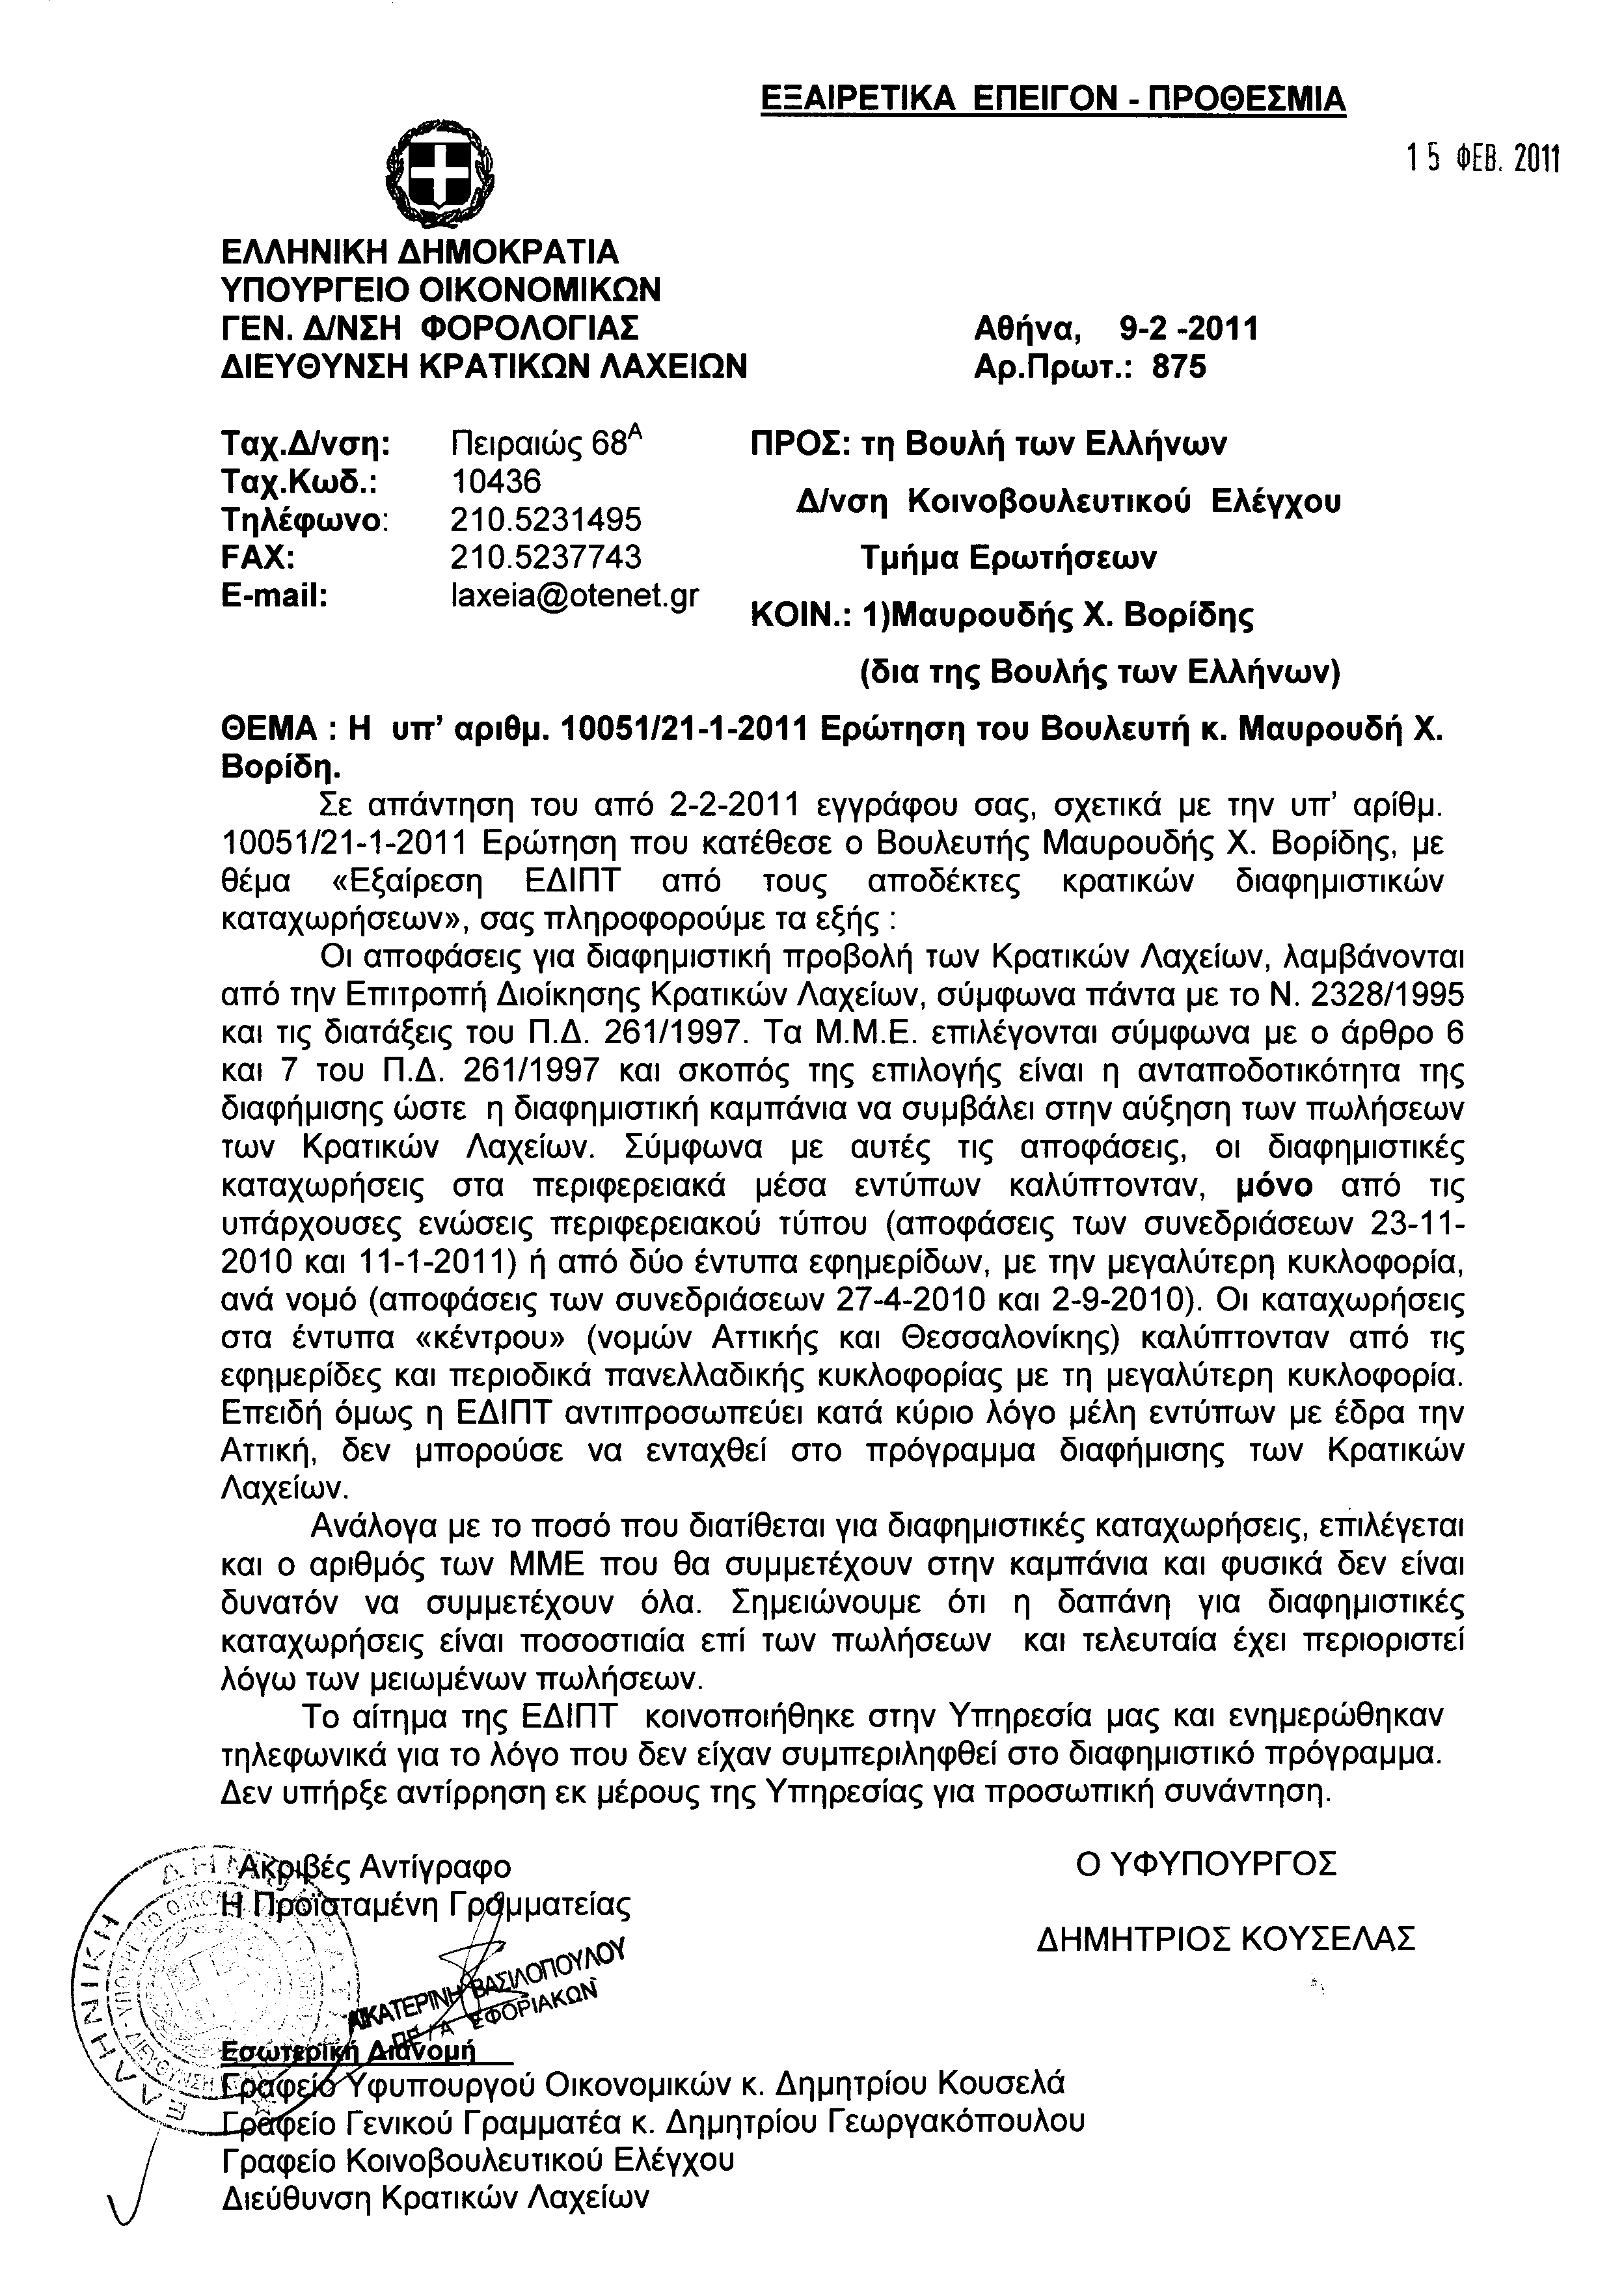 ΕΞΑΙΡΕΤΙΚΑ ΕΠΕΙΓΟΝ - ΠΡΟΘΕΣΜΙΑ
15 ΦΕΒ. 2011
ΕΛΛΗΝΙΚΗ ΔΗΜΟΚΡΑΤΙΑ
ΥΠΟΥΡΓΕΙΟ ΟΙΚΟΝΟΜΙΚΩΝ
ΓΕΝ. Δ/ΝΣΗ ΦΟΡΟΛΟΓΙΑΣ
ΔΙΕΥΘΥΝΣΗ ΚΡΑΤΙΚΩΝ ΛΑΧΕΙΩΝ
Αθήνα, 9-2 -2011
Αρ.Πρωτ.: 875
Ταχ.Δ/νση: Πειραιώς 68Α
Ταχ.Κωδ.: 10436
Τηλέφωνο: 210.5231495
FAX: 210.5237743
E-mail: laxeia@otenet.gr
ΠΡΟΣ: τη Βουλή των Ελλήνων
Δ/νση Κοινοβουλευτικού Ελέγχου
Τμήμα Ερωτήσεων
ΚΟΙΝ.: 1)Μαυρουδής Χ. Βορίδης
(δια της Βουλής των Ελλήνων)
ΘΕΜΑ : Η υπ’ αριθμ. 10051/21-1-2011 Ερώτηση του Βουλευτή κ. Μαυρουδή Χ.
Βορίδη.
Σε απάντηση του από 2-2-2011 εγγράφου σας, σχετικά με την υπ’ αρίθμ.
10051/21-1-2011 Ερώτηση που κατέθεσε ο Βουλευτής Μαυρουδής Χ. Βορίδης, με
θέμα «Εξαίρεση ΕΔΙΠΤ από τους αποδέκτες κρατικών διαφημιστικών
καταχωρήσεων», σας πληροφορούμε τα εξής :
Οι αποφάσεις για διαφημιστική προβολή των Κρατικών Λαχείων, λαμβάνονται
από την Επιτροπή Διοίκησης Κρατικών Λαχείων, σύμφωνα πάντα με το Ν. 2328/1995
και τις διατάξεις του Π.Δ. 261/1997. Τα Μ.Μ.Ε. επιλέγονται σύμφωνα με ο άρθρο 6
και 7 του Π.Δ. 261/1997 και σκοπός της επιλογής είναι η ανταποδοτικότητα της
διαφήμισης ώστε η διαφημιστική καμπάνια να συμβάλει στην αύξηση των πωλήσεων
των Κρατικών Λαχείων. Σύμφωνα με αυτές τις αποφάσεις, οι διαφημιστικές
καταχωρήσεις στα περιφερειακά μέσα εντύπων καλύπτονταν, μόνο από τις
υπάρχουσες ενώσεις περιφερειακού τύπου (αποφάσεις των συνεδριάσεων 23-11-
2010 και 11-1-2011) ή από δύο έντυπα εφημερίδων, με την μεγαλύτερη κυκλοφορία,
ανά νομό (αποφάσεις των συνεδριάσεων 27-4-2010 και 2-9-2010). Οι καταχωρήσεις
στα έντυπα «κέντρου» (νομών Αττικής και Θεσσαλονίκης) καλύπτονταν από τις
εφημερίδες και περιοδικά πανελλαδικής κυκλοφορίας με τη μεγαλύτερη κυκλοφορία.
Επειδή όμως η ΕΔΙΠΤ αντιπροσωπεύει κατά κύριο λόγο μέλη εντύπων με έδρα την
Αττική, δεν μπορούσε να ενταχθεί στο πρόγραμμα διαφήμισης των Κρατικών
Λαχείων.
Ανάλογα με το ποσό που διατίθεται για διαφημιστικές καταχωρήσεις, επιλέγεται
και ο αριθμός των ΜΜΕ που θα συμμετέχουν στην καμπάνια και φυσικά δεν είναι
δυνατόν να συμμετέχουν όλα. Σημειώνουμε ότι η δαπάνη για διαφημιστικές
καταχωρήσεις είναι ποσοστιαία επί των πωλήσεων και τελευταία έχει περιοριστεί
λόγω των μειωμένων πωλήσεων.
Το αίτημα της ΕΔΙΠΤ κοινοποιήθηκε στην Υπηρεσία μας και ενημερώθηκαν
τηλεφωνικά για το λόγο που δεν είχαν συμπεριληφθεί στο διαφημιστικό πρόγραμμα.
Δεν υπήρξε αντίρρηση εκ μέρους της Υπηρεσίας για προσωπική συνάντηση.
Ακριβές Αντίγραφο
Η Προϊσταμένη Γραμματείας
Ο ΥΦΥΠΟΥΡΓΟΣ
ΔΗΜΗΤΡΙΟΣ ΚΟΥΣΕΛΑΣ
ΑΙΚΑΤΕΡΙΝΗ ΒΑΣΙΛΟΠΟΥΛΟΥ
ΠΕ/Α ΕΦΟΡΙΑΚΩΝ
Εσωτερική Διανομή
Γραφείο Υφυπουργού Οικονομικών κ. Δημητρίου Κουσελά
Γραφείο Γενικού Γραμματέα κ. Δημητρίου Γεωργακόπουλου
Γραφείο Κοινοβουλευτικού Ελέγχου
Διεύθυνση Κρατικών Λαχείων